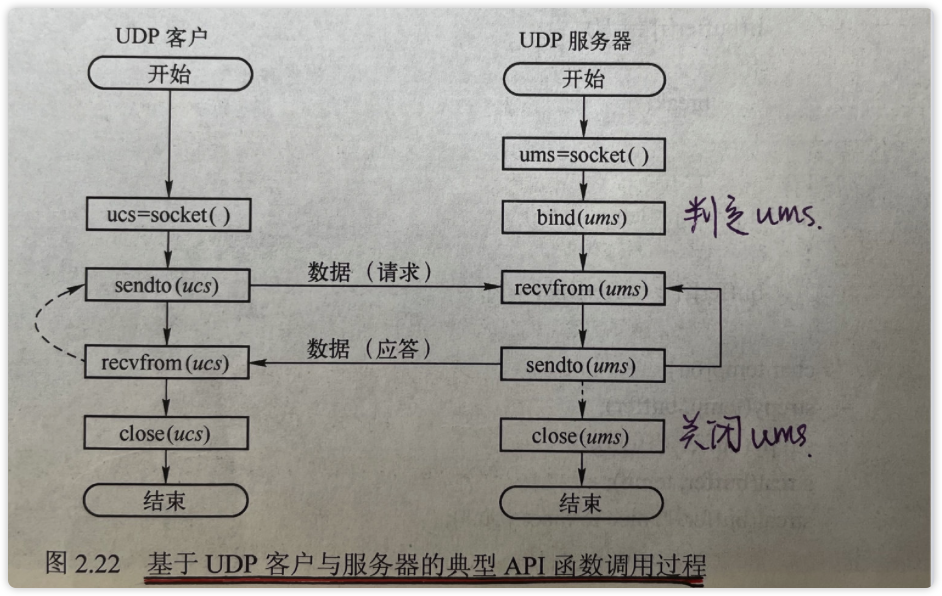 UDP 客户
UDP 服务器
开始
开始
ums=socket( )
ucs=socket( )
bind(ums)
判定 ums.
sendto(ucs)
数据（请求）
recvfrom(ums)
recvfrom(ucs)
数据（应答）
sendto(ums)
close(ucs)
close(ums)
关闭 ums.
结束
结束
图 2.22 基于 UDP 客户与服务器的典型 API 函数调用过程